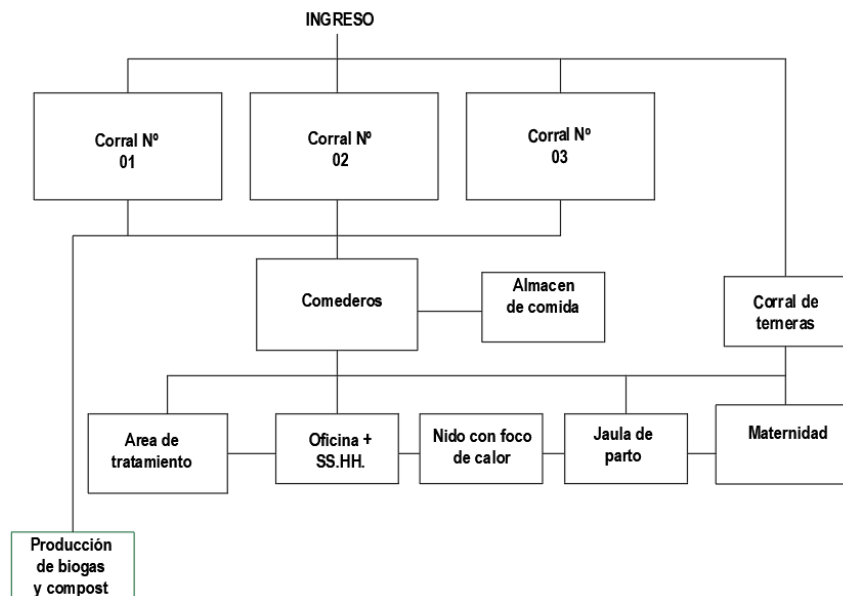 INGRESO
Corral Nº
01
Corral Nº
02
Corral Nº
03
Comederos
Almacen
de comida
Corral de
terneras
Area de
tratamiento
Oficina +
SS.HH.
Nido con foco
de calor
Jaula de
parto
Maternidad
Producción
de biogas
y compost